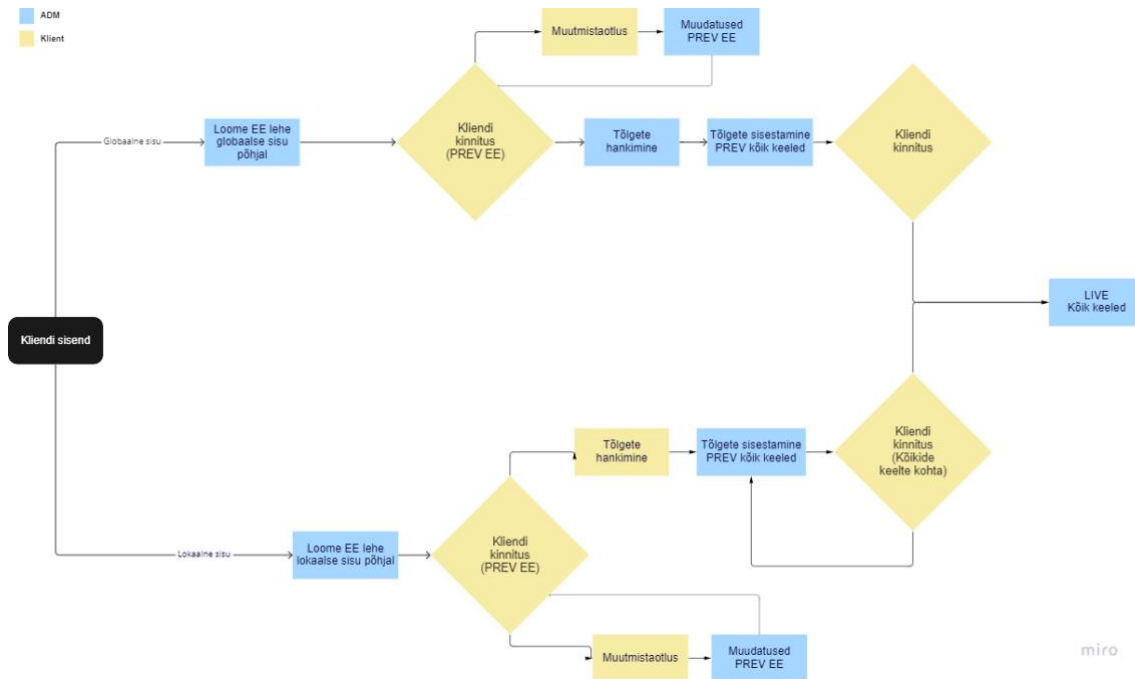 ADM
Klient
Muutmistaotlus
Muudatused
PREV EE
Globaalne sisu
Loome EE lehe
globaalse sisu
põhjal
Kliendi
kinnitus
(PREV EE)
Tõlgete
hankimine
Tõlgete sisestamine
PREV kõik keeled
Kliendi
kinnitus
LIVE
Kõik keeled
Kliendi sisend
Tõlgete
hankimine
Tõlgete sisestamine
PREV kõik keeled
Kliendi
kinnitus
(Kõikide
keelte kohta)
Lokaalne sisu
Loome EE lehe
lokaalse sisu põhjal
Kliendi
kinnitus
(PREV EE)
Muutmistaotlus
Muudatused
PREV EE
miro